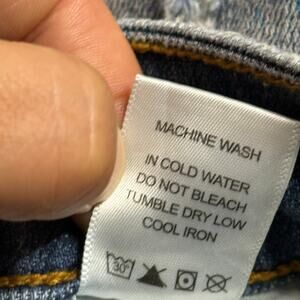 MACHINE WASH
IN COLD WATER
DO NOT BLEACH
TUMBLE DRY LOW
COOL IRON
30°